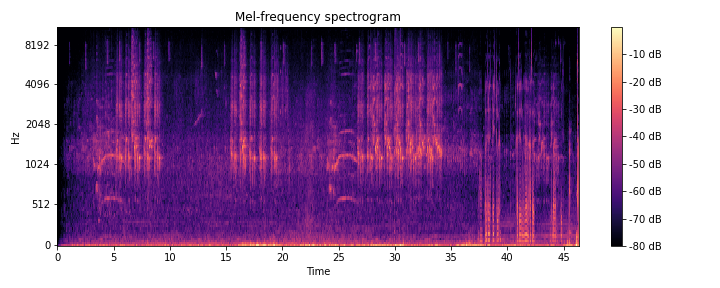 Mel-frequency spectrogram
8192
4096
2048
1024
512
0
Hz
0 5 10 15 20 25 30 35 40 45
Time
-10 dB
-20 dB
-30 dB
-40 dB
-50 dB
-60 dB
-70 dB
-80 dB